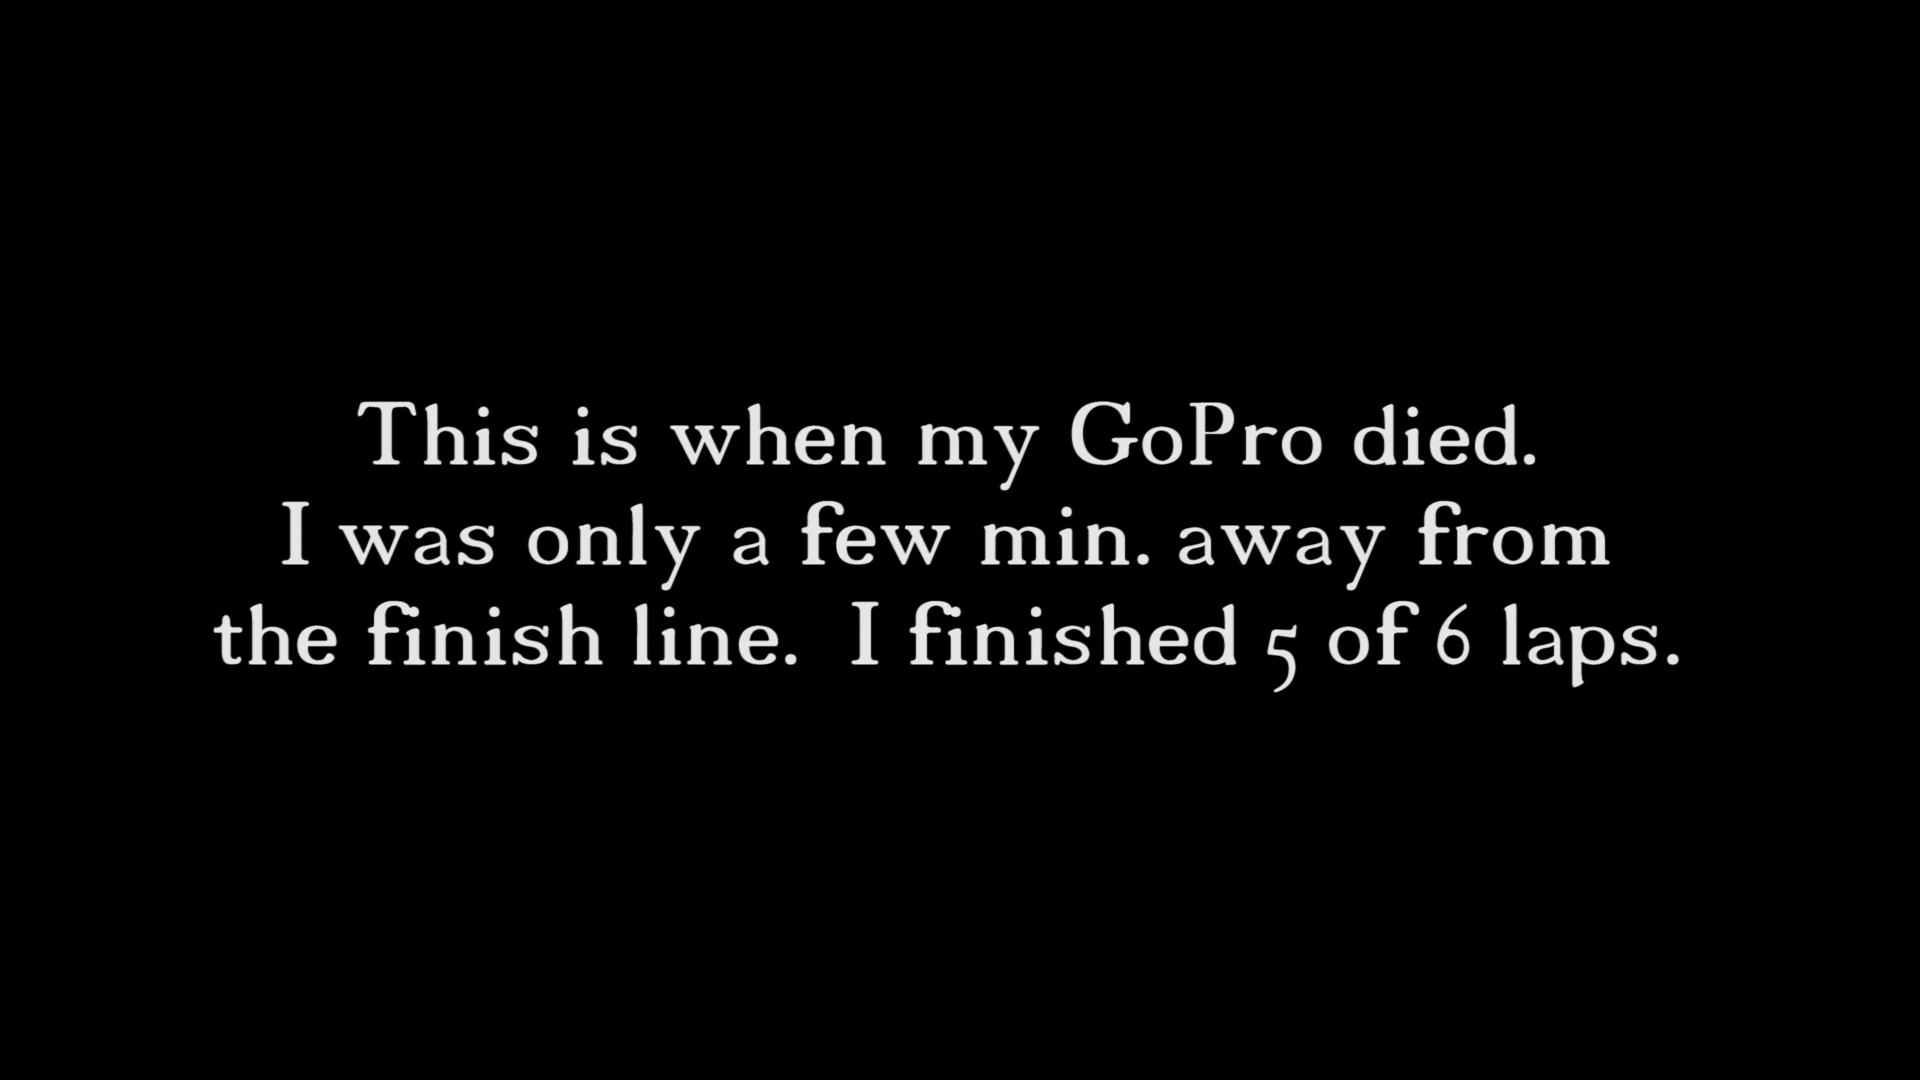 This is when my GoPro died.
I was only a few min. away from
the finish line.  I finished 5 of 6 laps.